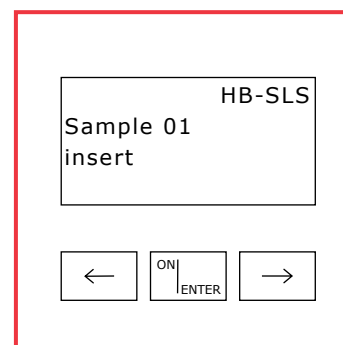 HB-SLS
Sample 01
insert
← ON ENTER →